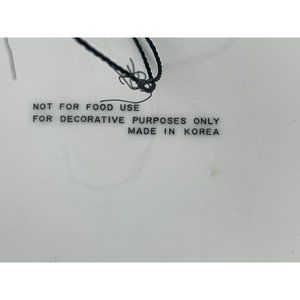 NOT FOR FOOD USE
FOR DECORATIVE PURPOSES ONLY
MADE IN KOREA